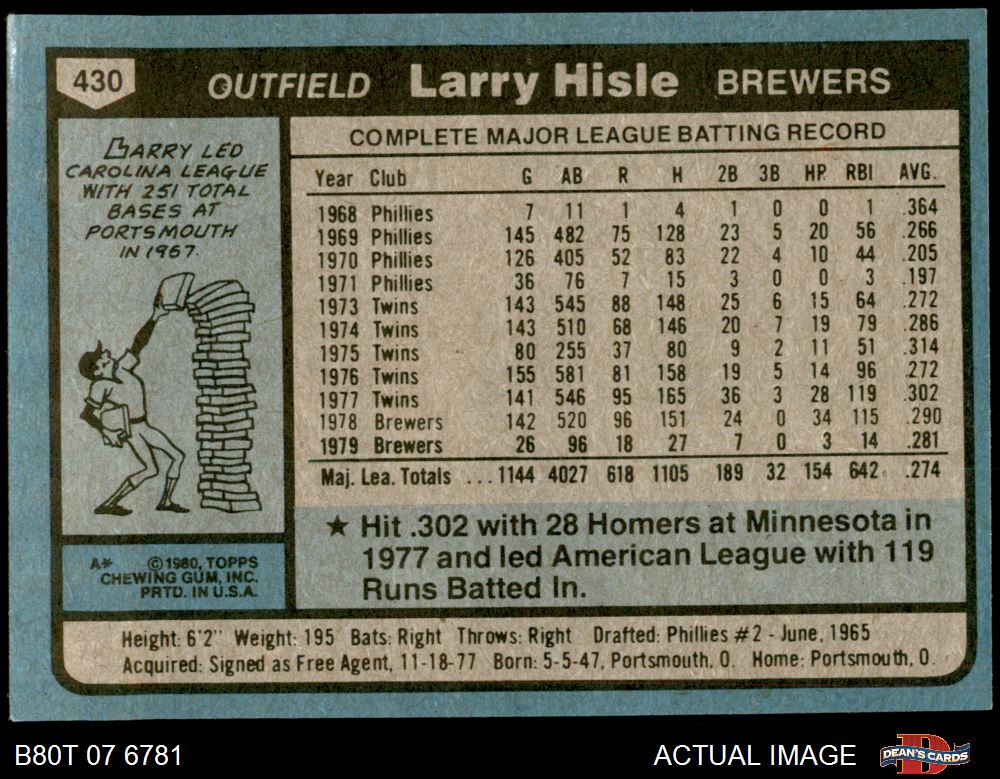 430 OUTFIELD Larry Hisle BREWERS
LARRY LED
CAROLINA LEAGUE
WITH 251 TOTAL
BASES AT
PORTSMOUTH
IN 1967.
A* ©1980, TOPPS
CHEWING GUM, INC.
PRTD. IN U.S.A.
COMPLETE MAJOR LEAGUE BATTING RECORD
Year Club G AB R H 2B 3B HR RBI AVG.
1968 Phillies 7 11 1 4 1 0 0 1 .364
1969 Phillies 145 482 75 128 23 5 20 56 .266
1970 Phillies 126 405 52 83 22 4 10 44 .205
1971 Phillies 36 76 7 15 3 0 0 3 .197
1973 Twins 143 545 88 148 25 6 15 64 .272
1974 Twins 143 510 68 146 20 7 19 79 .286
1975 Twins 80 255 37 80 9 2 11 51 .314
1976 Twins 155 581 81 158 19 5 14 96 .272
1977 Twins 141 546 95 165 36 3 28 119 .302
1978 Brewers 142 520 96 151 24 0 34 115 .290
1979 Brewers 26 96 18 27 7 0 3 14 .281
Maj. Lea. Totals ... 1144 4027 618 1105 189 32 154 642 .274
★ Hit .302 with 28 Homers at Minnesota in
1977 and led American League with 119
Runs Batted In.
Height: 6'2" Weight: 195 Bats: Right Throws: Right Drafted: Phillies #2 - June, 1965
Acquired: Signed as Free Agent, 11-18-77 Born: 5-5-47, Portsmouth, O. Home: Portsmouth, O.
B80T 07 6781 ACTUAL IMAGE D DEAN'S CARDS